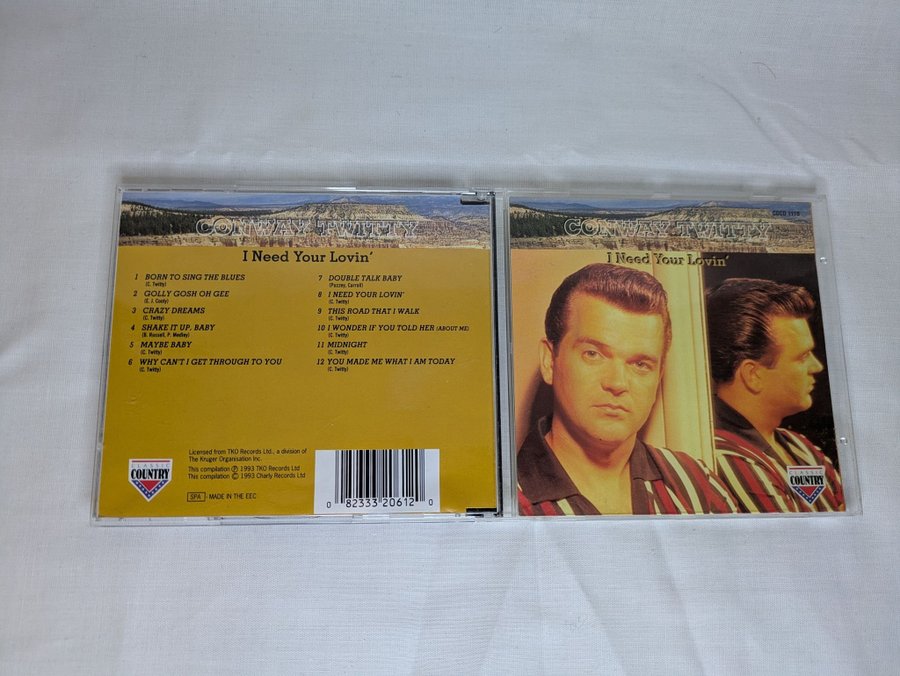 CONWAY TWITTY
I Need Your Lovin'
1 BORN TO SING THE BLUES
(C. Twitty)
2 GOLLY GOSH OH GEE
(E. J. Cooty)
3 CRAZY DREAMS
(C. Twitty)
4 SHAKE IT UP, BABY
(B. Russell, P. Medley)
5 MAYBE BABY
(C. Twitty)
6 WHY CAN'T I GET THROUGH TO YOU
(C. Twitty)
7 DOUBLE TALK BABY
(Pazzey, Carroll)
8 I NEED YOUR LOVIN'
(C. Twitty)
9 THIS ROAD THAT I WALK
(C. Twitty)
10 I WONDER IF YOU TOLD HER (ABOUT ME)
(C. Twitty)
11 MIDNIGHT
(C. Twitty)
12 YOU MADE ME WHAT I AM TODAY
(C. Twitty)
Licensed from TKO Records Ltd., a division of
The Kruger Organisation Inc.
This compilation Ⓟ 1993 TKO Records Ltd
This compilation © 1993 Charly Records Ltd
CLASSIC
COUNTRY
SPA - MADE IN THE EEC
0 82333 20612 0
CONWAY TWITTY
I Need Your Lovin'
CLASSIC
COUNTRY